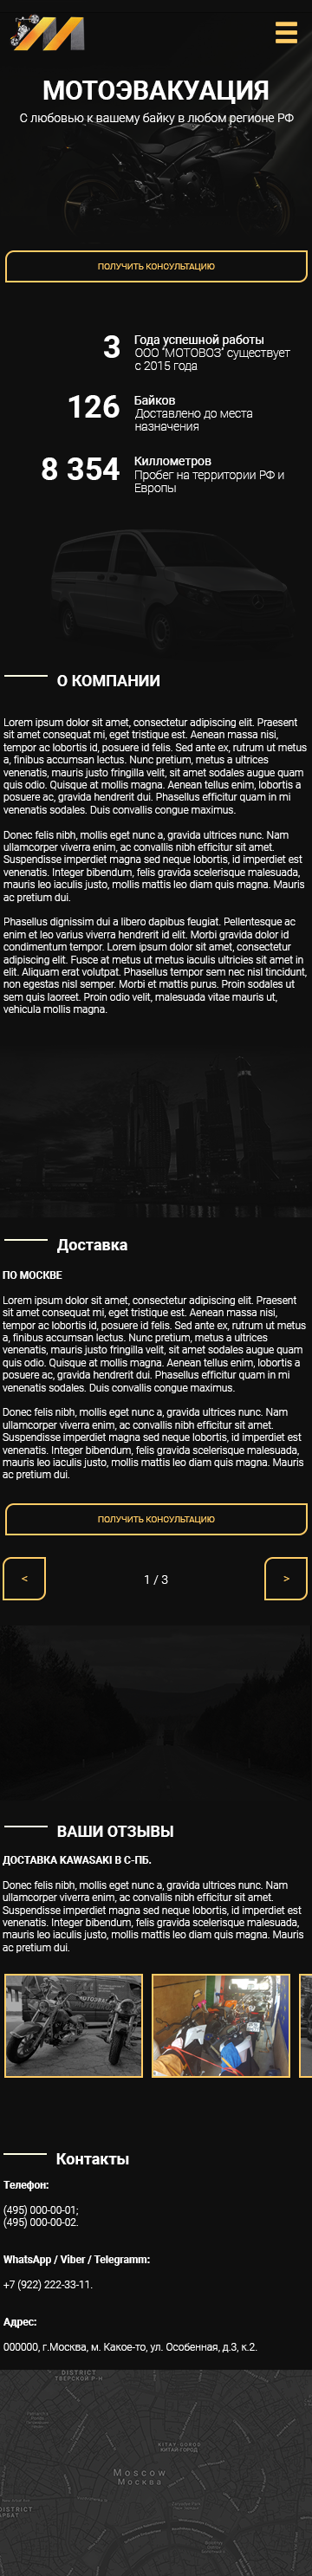 МОТОЭВАКУАЦИЯ
С любовью к вашему байку в любом регионе РФ
ПОЛУЧИТЬ КОНСУЛЬТАЦИЮ
3
Года успешной работы
ООО "МОТОВОЗ" существует
с 2015 года
126
Байков
Доставлено до места
назначения
8 354
Киллометров
Пробег на территории РФ и
Европы
О КОМПАНИИ
Lorem ipsum dolor sit amet, consectetur adipiscing elit. Praesent
sit amet consequat mi, eget tristique est. Aenean massa nisi,
tempor ac lobortis id, posuere id felis. Sed ante ex, rutrum ut metus
a, finibus accumsan lectus. Nunc pretium, metus a ultrices
venenatis, mauris justo fringilla velit, sit amet sodales augue quam
quis odio. Quisque at mollis magna. Aenean tellus enim, lobortis a
posuere ac, gravida hendrerit dui. Phasellus efficitur quam in mi
venenatis sodales. Duis convallis congue maximus.
Donec felis nibh, mollis eget nunc a, gravida ultrices nunc. Nam
ullamcorper viverra enim, ac convallis nibh efficitur sit amet.
Suspendisse imperdiet magna sed neque lobortis, id imperdiet est
venenatis. Integer bibendum, felis gravida scelerisque malesuada,
mauris leo iaculis justo, mollis mattis leo diam quis magna. Mauris
ac pretium dui.
Phasellus dignissim dui a libero dapibus feugiat. Pellentesque ac
enim et leo varius viverra hendrerit id elit. Morbi gravida dolor id
condimentum tempor. Lorem ipsum dolor sit amet, consectetur
adipiscing elit. Fusce at metus ut metus iaculis ultricies sit amet in
elit. Aliquam erat volutpat. Phasellus tempor sem nec nisl tincidunt,
non egestas nisl semper. Morbi et mattis purus. Proin sodales ut
sem quis laoreet. Proin odio velit, malesuada vitae mauris ut,
vehicula mollis magna.
Доставка
ПО МОСКВЕ
Lorem ipsum dolor sit amet, consectetur adipiscing elit. Praesent
sit amet consequat mi, eget tristique est. Aenean massa nisi,
tempor ac lobortis id, posuere id felis. Sed ante ex, rutrum ut metus
a, finibus accumsan lectus. Nunc pretium, metus a ultrices
venenatis, mauris justo fringilla velit, sit amet sodales augue quam
quis odio. Quisque at mollis magna. Aenean tellus enim, lobortis a
posuere ac, gravida hendrerit dui. Phasellus efficitur quam in mi
venenatis sodales. Duis convallis congue maximus.
Donec felis nibh, mollis eget nunc a, gravida ultrices nunc. Nam
ullamcorper viverra enim, ac convallis nibh efficitur sit amet.
Suspendisse imperdiet magna sed neque lobortis, id imperdiet est
venenatis. Integer bibendum, felis gravida scelerisque malesuada,
mauris leo iaculis justo, mollis mattis leo diam quis magna. Mauris
ac pretium dui.
ПОЛУЧИТЬ КОНСУЛЬТАЦИЮ
< 1 / 3 >
ВАШИ ОТЗЫВЫ
ДОСТАВКА KAWASAKI В С-ПБ.
Donec felis nibh, mollis eget nunc a, gravida ultrices nunc. Nam
ullamcorper viverra enim, ac convallis nibh efficitur sit amet.
Suspendisse imperdiet magna sed neque lobortis, id imperdiet est
venenatis. Integer bibendum, felis gravida scelerisque malesuada,
mauris leo iaculis justo, mollis mattis leo diam quis magna. Mauris
ac pretium dui.
Контакты
Телефон:
(495) 000-00-01;
(495) 000-00-02.
WhatsApp / Viber / Telegramm:
+7 (922) 222-33-11.
Адрес:
000000, г.Москва, м. Какое-то, ул. Особенная, д.3, к.2.
DISTRICT
ТВЕРСКОЙ Р-Н
KITAY GOROD
КИТАЙ-ГОРОД
Moscow
Москва
DISTRICT